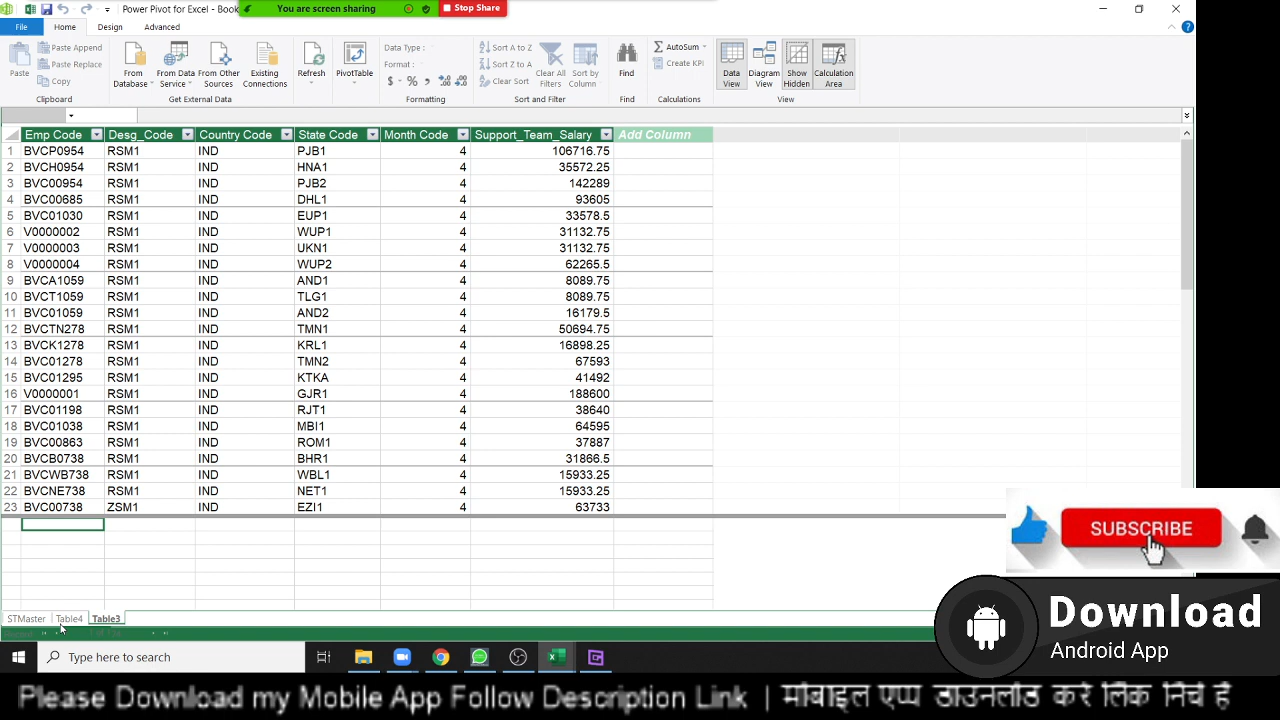 Power Pivot for Excel - Book
You are screen sharing
Stop Share
File Home Design Advanced
Paste
Paste Append
Paste Replace
Copy
Clipboard
From Database
From Data Service
From Other Sources
Existing Connections
Get External Data
Refresh
PivotTable
Data Type :
Format :
$ % , .00
Formatting
Sort A to Z
Sort Z to A
Clear Sort
Clear All Filters
Sort by Column
Sort and Filter
Find
Find
AutoSum
Create KPI
Calculations
Data View
Diagram View
Show Hidden
Calculation Area
View
Emp Code Desg_Code Country Code State Code Month Code Support_Team_Salary Add Column
1 BVCP0954 RSM1 IND PJB1 4 106716.75
2 BVCH0954 RSM1 IND HNA1 4 35572.25
3 BVC00954 RSM1 IND PJB2 4 142289
4 BVC00685 RSM1 IND DHL1 4 93605
5 BVC01030 RSM1 IND EUP1 4 33578.5
6 V0000002 RSM1 IND WUP1 4 31132.75
7 V0000003 RSM1 IND UKN1 4 31132.75
8 V0000004 RSM1 IND WUP2 4 62265.5
9 BVCA1059 RSM1 IND AND1 4 8089.75
10 BVCT1059 RSM1 IND TLG1 4 8089.75
11 BVC01059 RSM1 IND AND2 4 16179.5
12 BVCTN278 RSM1 IND TMN1 4 50694.75
13 BVCK1278 RSM1 IND KRL1 4 16898.25
14 BVC01278 RSM1 IND TMN2 4 67593
15 BVC01295 RSM1 IND KTKA 4 41492
16 V0000001 RSM1 IND GJR1 4 188600
17 BVC01198 RSM1 IND RJT1 4 38640
18 BVC01038 RSM1 IND MBI1 4 64595
19 BVC00863 RSM1 IND ROM1 4 37887
20 BVCB0738 RSM1 IND BHR1 4 31866.5
21 BVCWB738 RSM1 IND WBL1 4 15933.25
22 BVCNE738 RSM1 IND NET1 4 15933.25
23 BVC00738 ZSM1 IND EZI1 4 63733
SUBSCRIBE
Download
Android App
STMaster Table4 Table3
Type here to search
Please Download my Mobile App Follow Description Link | मोबाइल एप्प डाउनलोड करे लिंक निचे है